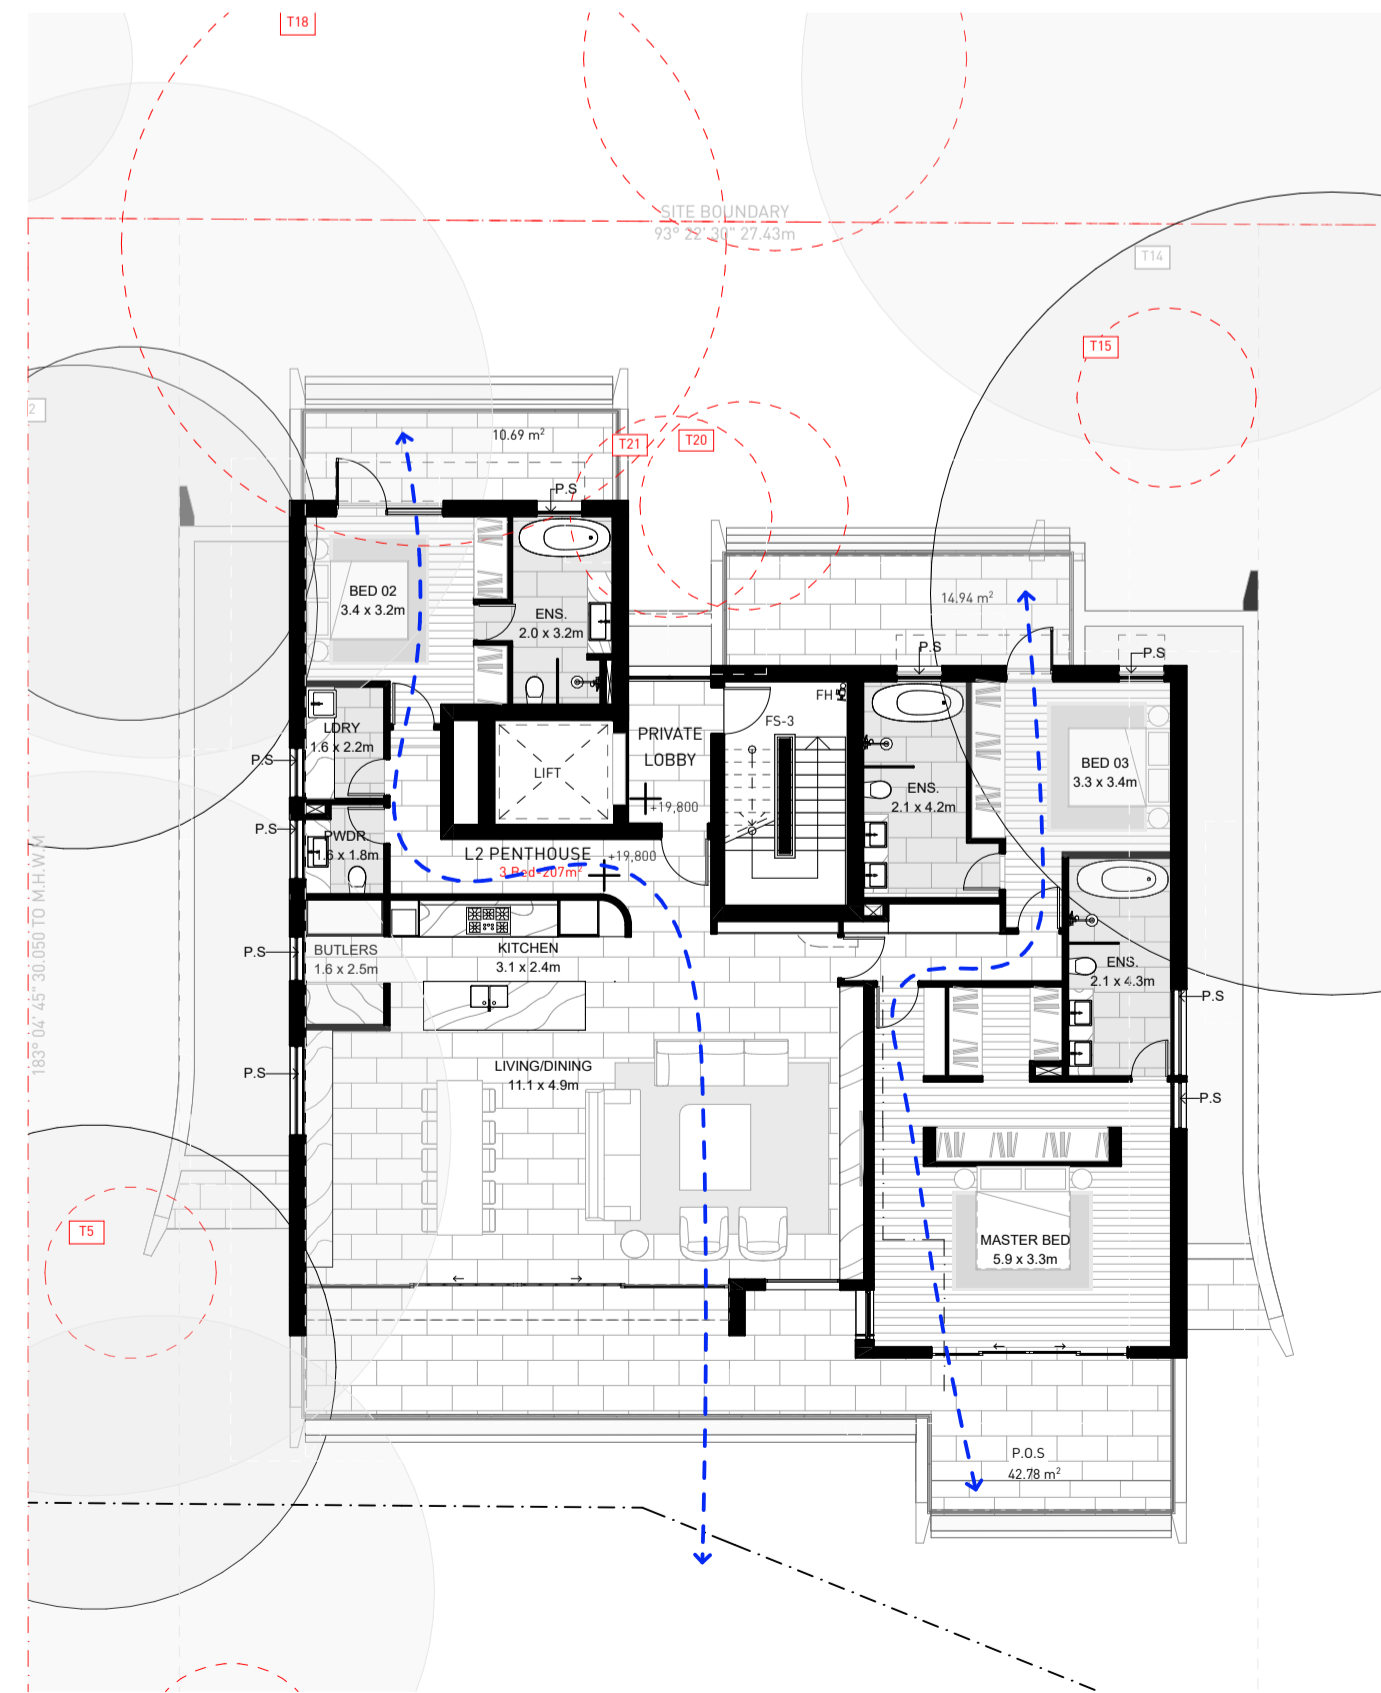 T18
SITE BOUNDARY
93° 22' 30" 27.43m
T14
T15
2
10.69 m²
T21
T20
P.S
BED 02
3.4 x 3.2m
ENS.
2.0 x 3.2m
14.94 m²
P.S
P.S
FH
FS-3
PRIVATE
LOBBY
LDRY
1.6 x 2.2m
P.S
LIFT
BED 03
3.3 x 3.4m
ENS.
2.1 x 4.2m
+19,800
P.S
PWDR.
1.6 x 1.8m
L2 PENTHOUSE
3 Bed-207m²
+19,800
183° 04' 45" 30.050 TO M.H.W.M
P.S
BUTLERS
1.6 x 2.5m
KITCHEN
3.1 x 2.4m
ENS.
2.1 x 4.3m
P.S
P.S
LIVING/DINING
11.1 x 4.9m
P.S
T5
MASTER BED
5.9 x 3.3m
P.O.S
42.78 m²